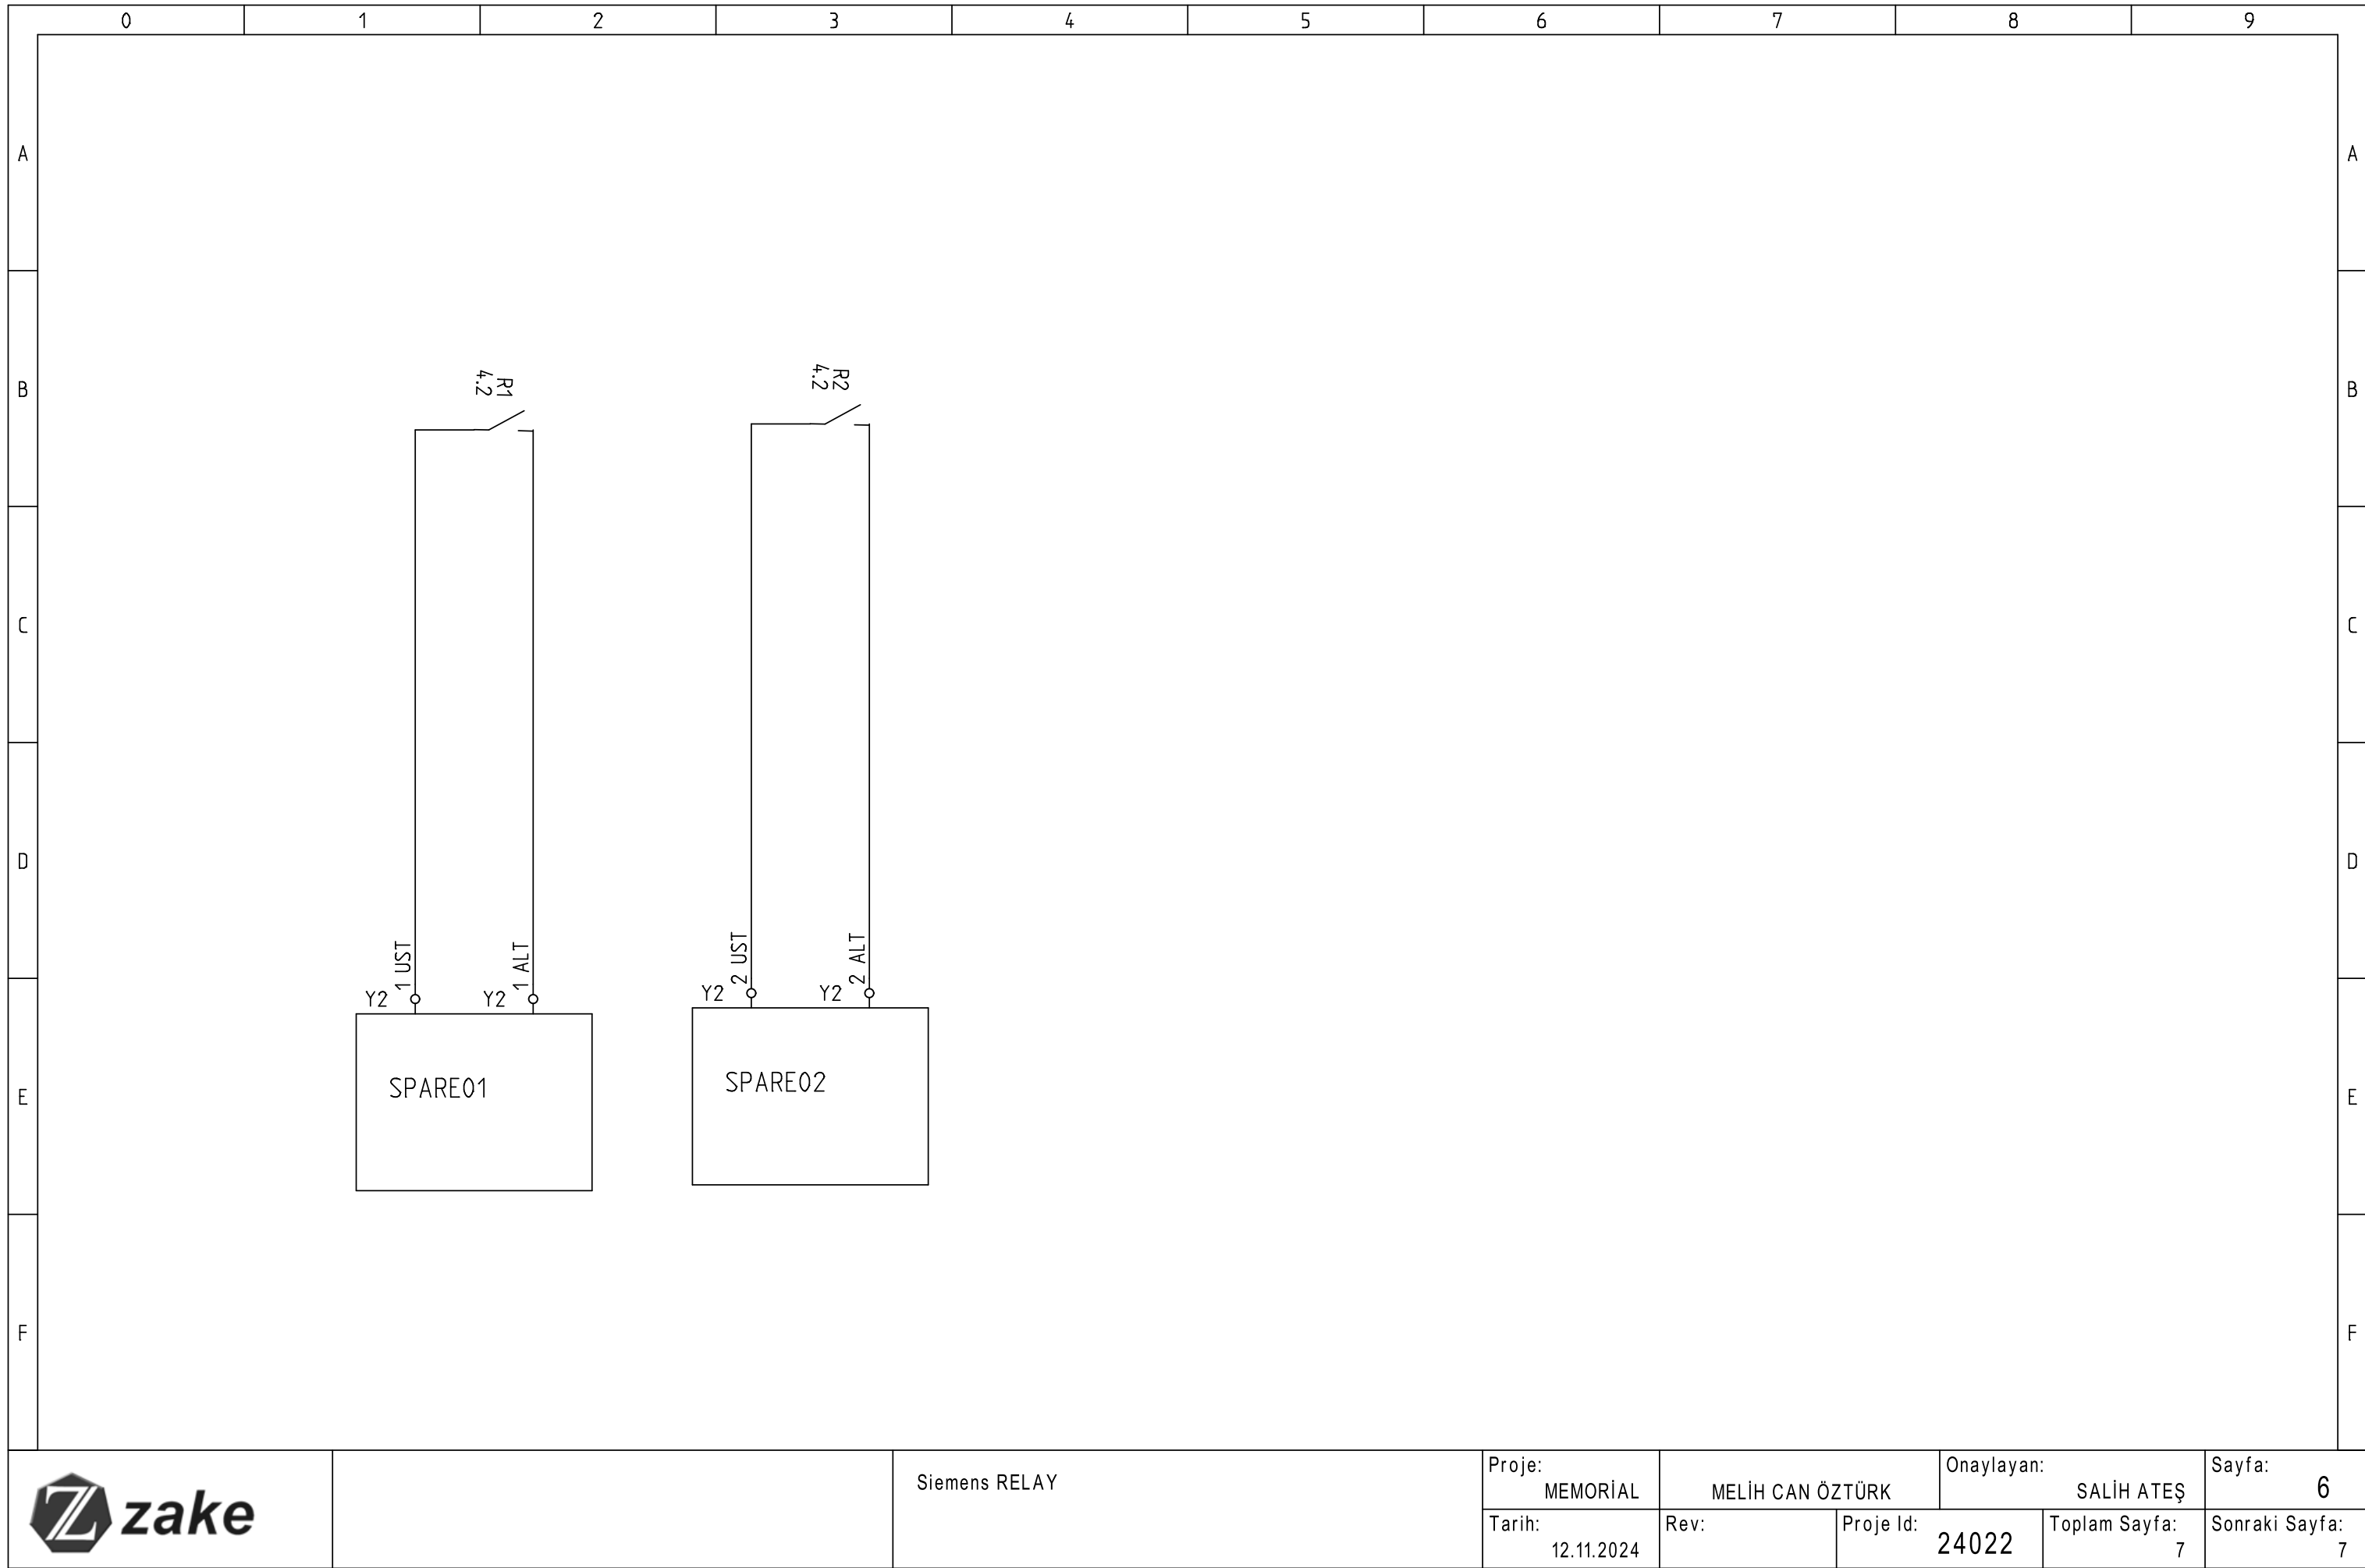 0 1 2 3 4 5 6 7 8 9
A A
B B
C C
D D
E E
F F
R1
4.2
R2
4.2
1 UST
1 ALT
2 UST
2 ALT
Y2 Y2 Y2 Y2
SPARE01
SPARE02
zake
Siemens RELAY
Proje:
MEMORİAL
MELİH CAN ÖZTÜRK
Onaylayan:
SALİH ATEŞ
Sayfa:
6
Tarih:
12.11.2024
Rev:
Proje Id:
24022
Toplam Sayfa:
7
Sonraki Sayfa:
7